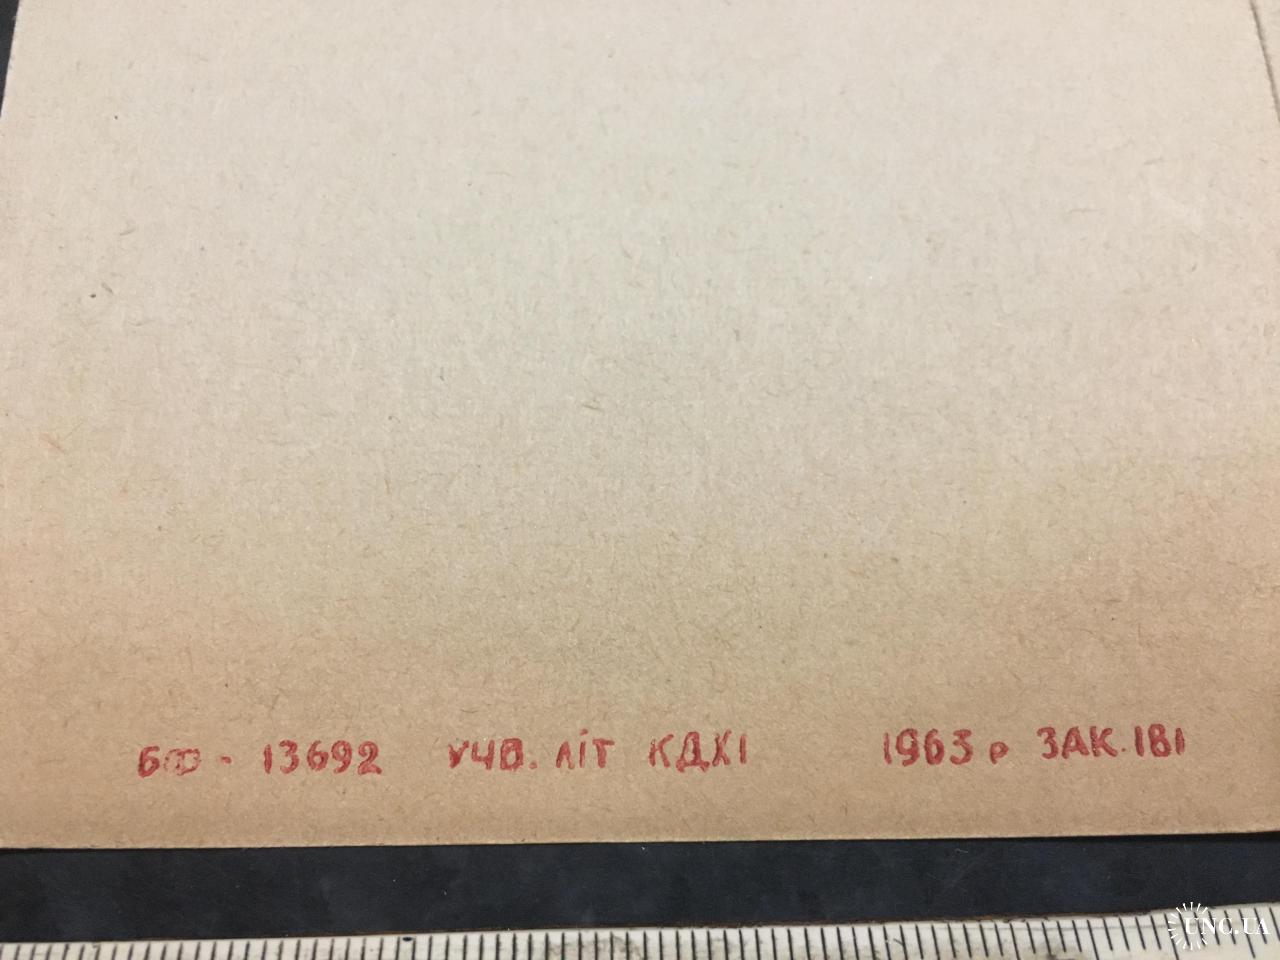 БФ - 13692 УЧВ. ЛІТ КДХІ 1963 р ЗАК. 181
UNC.UA